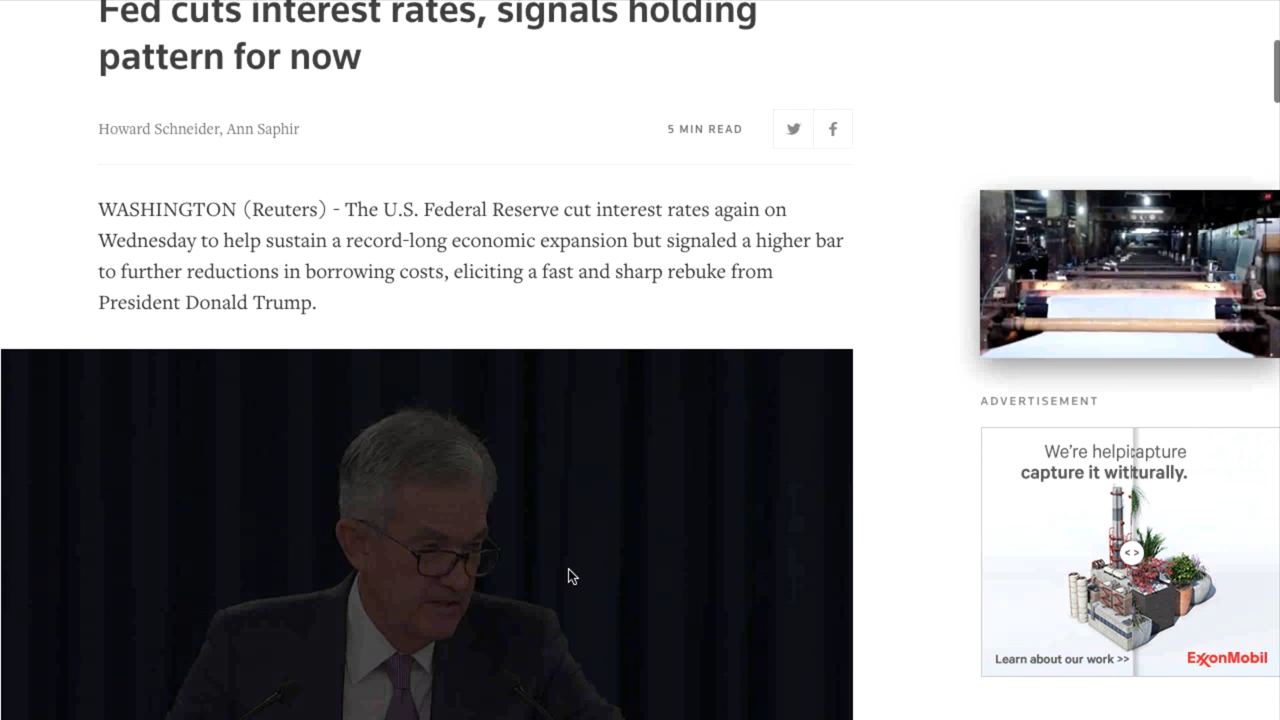 Fed cuts interest rates, signals holding
pattern for now
Howard Schneider, Ann Saphir
5 MIN READ
WASHINGTON (Reuters) - The U.S. Federal Reserve cut interest rates again on
Wednesday to help sustain a record-long economic expansion but signaled a higher bar
to further reductions in borrowing costs, eliciting a fast and sharp rebuke from
President Donald Trump.
ADVERTISEMENT
We're helpi capture
capture it wit turally.
Learn about our work >>
ExxonMobil